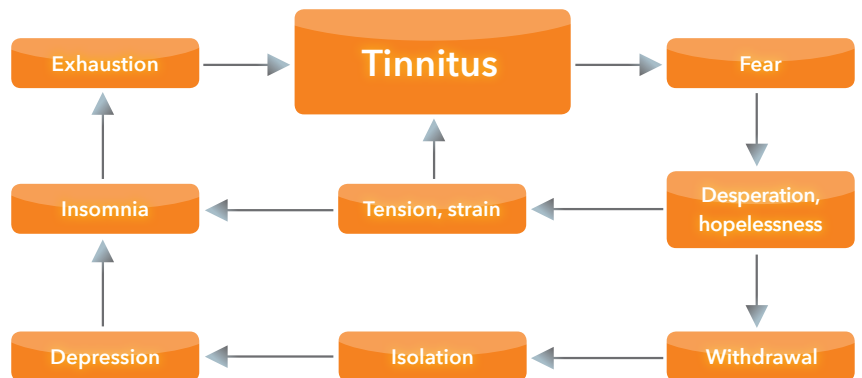 Exhaustion
Tinnitus
Fear
Insomnia
Tension, strain
Desperation,
hopelessness
Depression
Isolation
Withdrawal